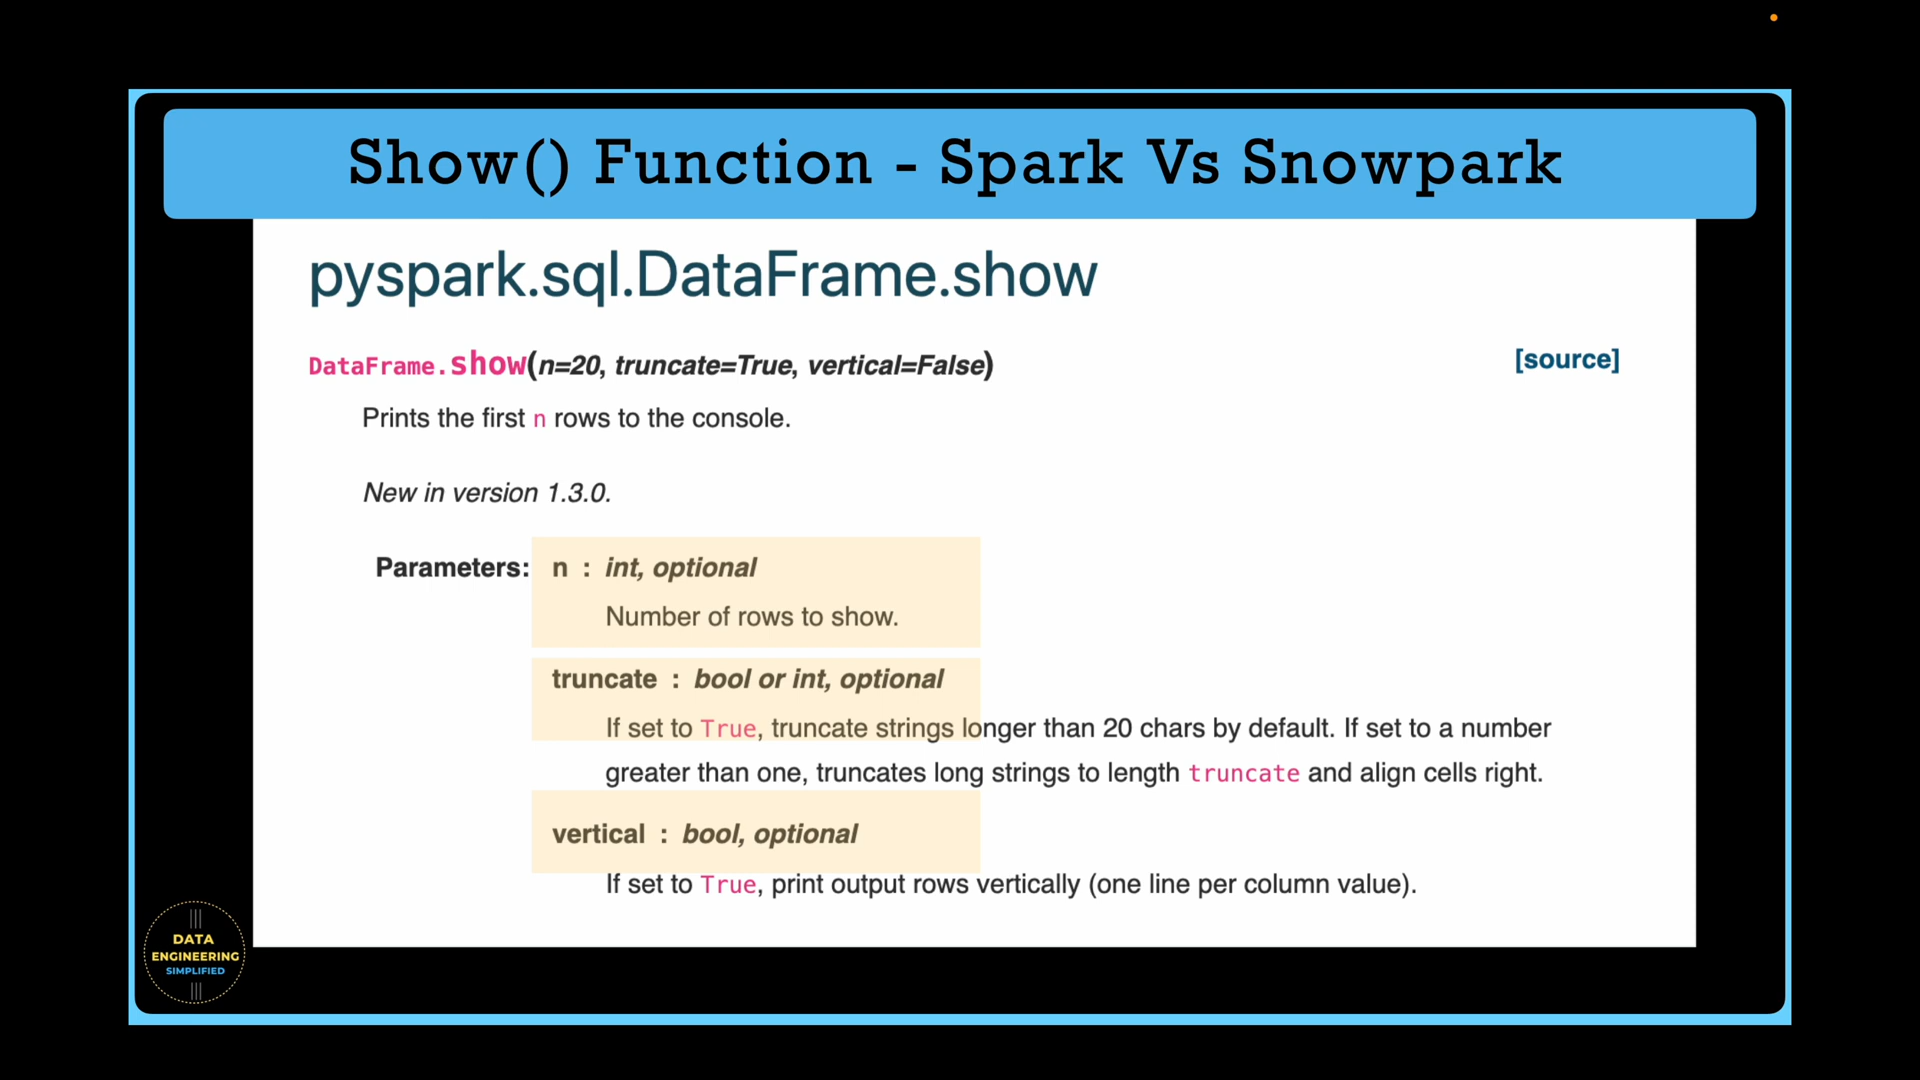 Show() Function - Spark Vs Snowpark
pyspark.sql.DataFrame.show
DataFrame.show(n=20, truncate=True, vertical=False)
[source]
Prints the first n rows to the console.
New in version 1.3.0.
Parameters: n : int, optional
Number of rows to show.
truncate : bool or int, optional
If set to True, truncate strings longer than 20 chars by default. If set to a number
greater than one, truncates long strings to length truncate and align cells right.
vertical : bool, optional
If set to True, print output rows vertically (one line per column value).
DATA
ENGINEERING
SIMPLIFIED